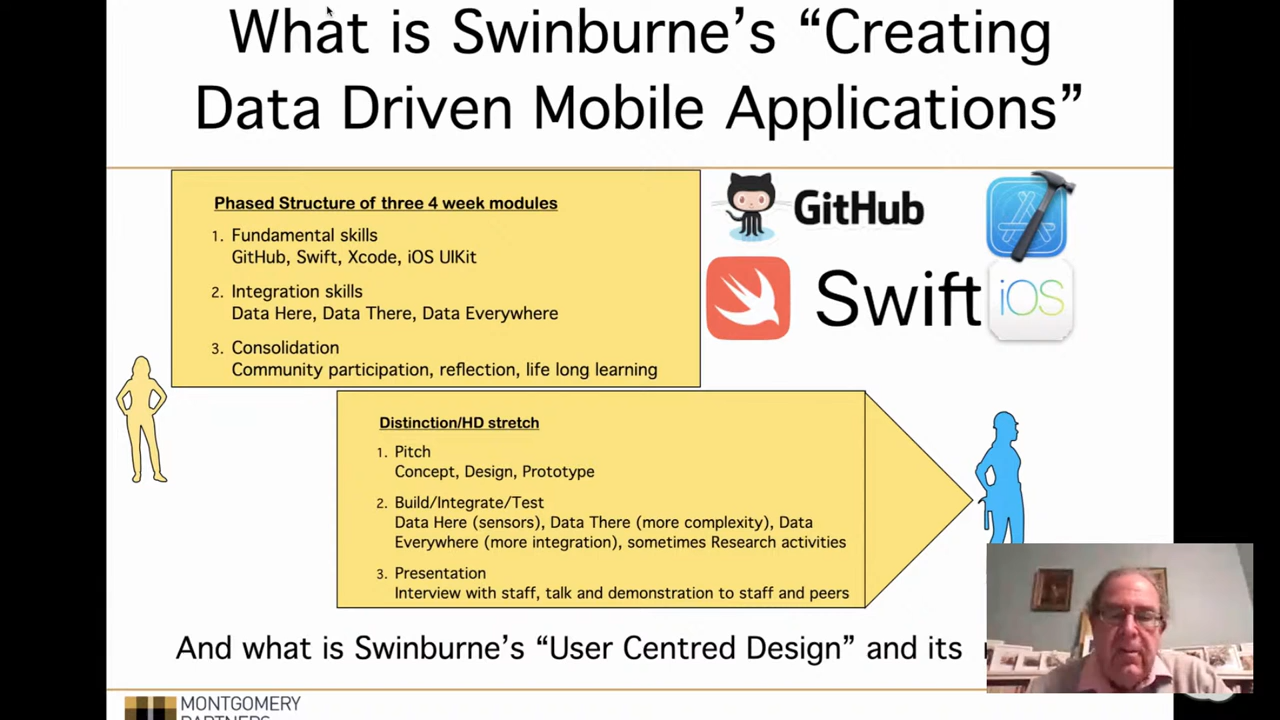 What is Swinburne’s “Creating
Data Driven Mobile Applications”
Phased Structure of three 4 week modules
1. Fundamental skills
GitHub, Swift, Xcode, iOS UIKit
2. Integration skills
Data Here, Data There, Data Everywhere
3. Consolidation
Community participation, reflection, life long learning
GitHub
Swift
iOS
Distinction/HD stretch
1. Pitch
Concept, Design, Prototype
2. Build/Integrate/Test
Data Here (sensors), Data There (more complexity), Data
Everywhere (more integration), sometimes Research activities
3. Presentation
Interview with staff, talk and demonstration to staff and peers
And what is Swinburne’s “User Centred Design” and its
MONTGOMERY
PARTNERS